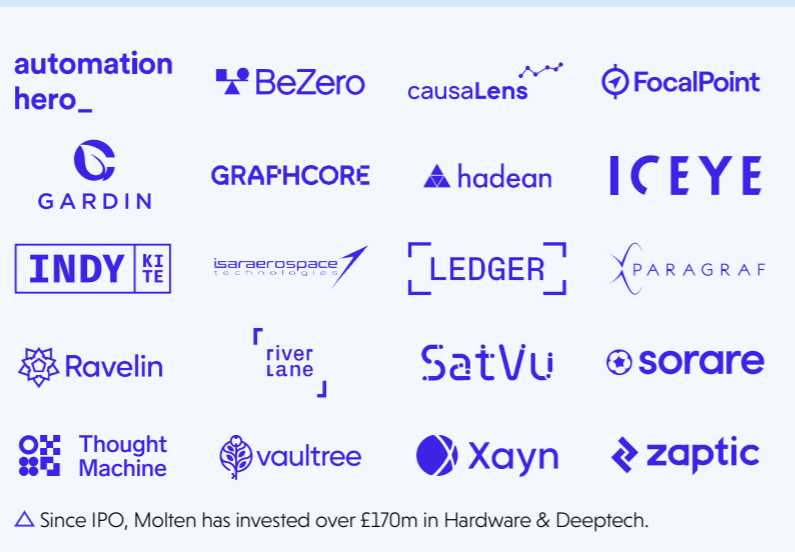 automation
hero_
BeZero
causaLens
FocalPoint
GARDIN
GRAPHCORE
hadean
ICEYE
INDY KI
TE
isaraerospace
technologies
LEDGER
PARAGRAF
Ravelin
river
Lane
SatVu
sorare
Thought
Machine
vaultree
Xayn
zaptic
Since IPO, Molten has invested over £170m in Hardware & Deeptech.